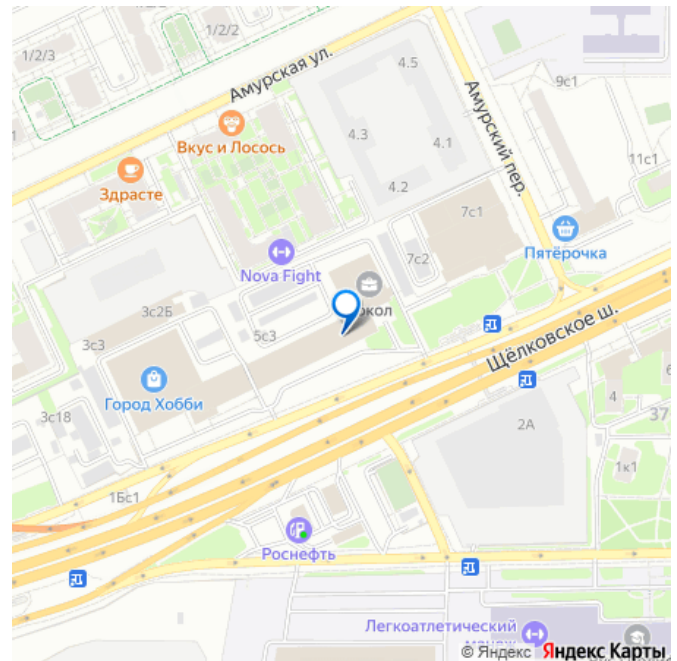 1/2/2
1/2/3
Амурская ул.
4.5
9с1
Амурский пер.
Вкус и Лосось
4.3
4.1
11с1
Здрасте
4.2
7с1
Пятёрочка
Nova Fight
7с2
3с2Б
5с3
Щёлковское ш.
3с3
Город Хобби
4
3с18
2А
37
1к1
1Бс1
Роснефть
Легкоатлетический
© Яндекс Яндекс Карты